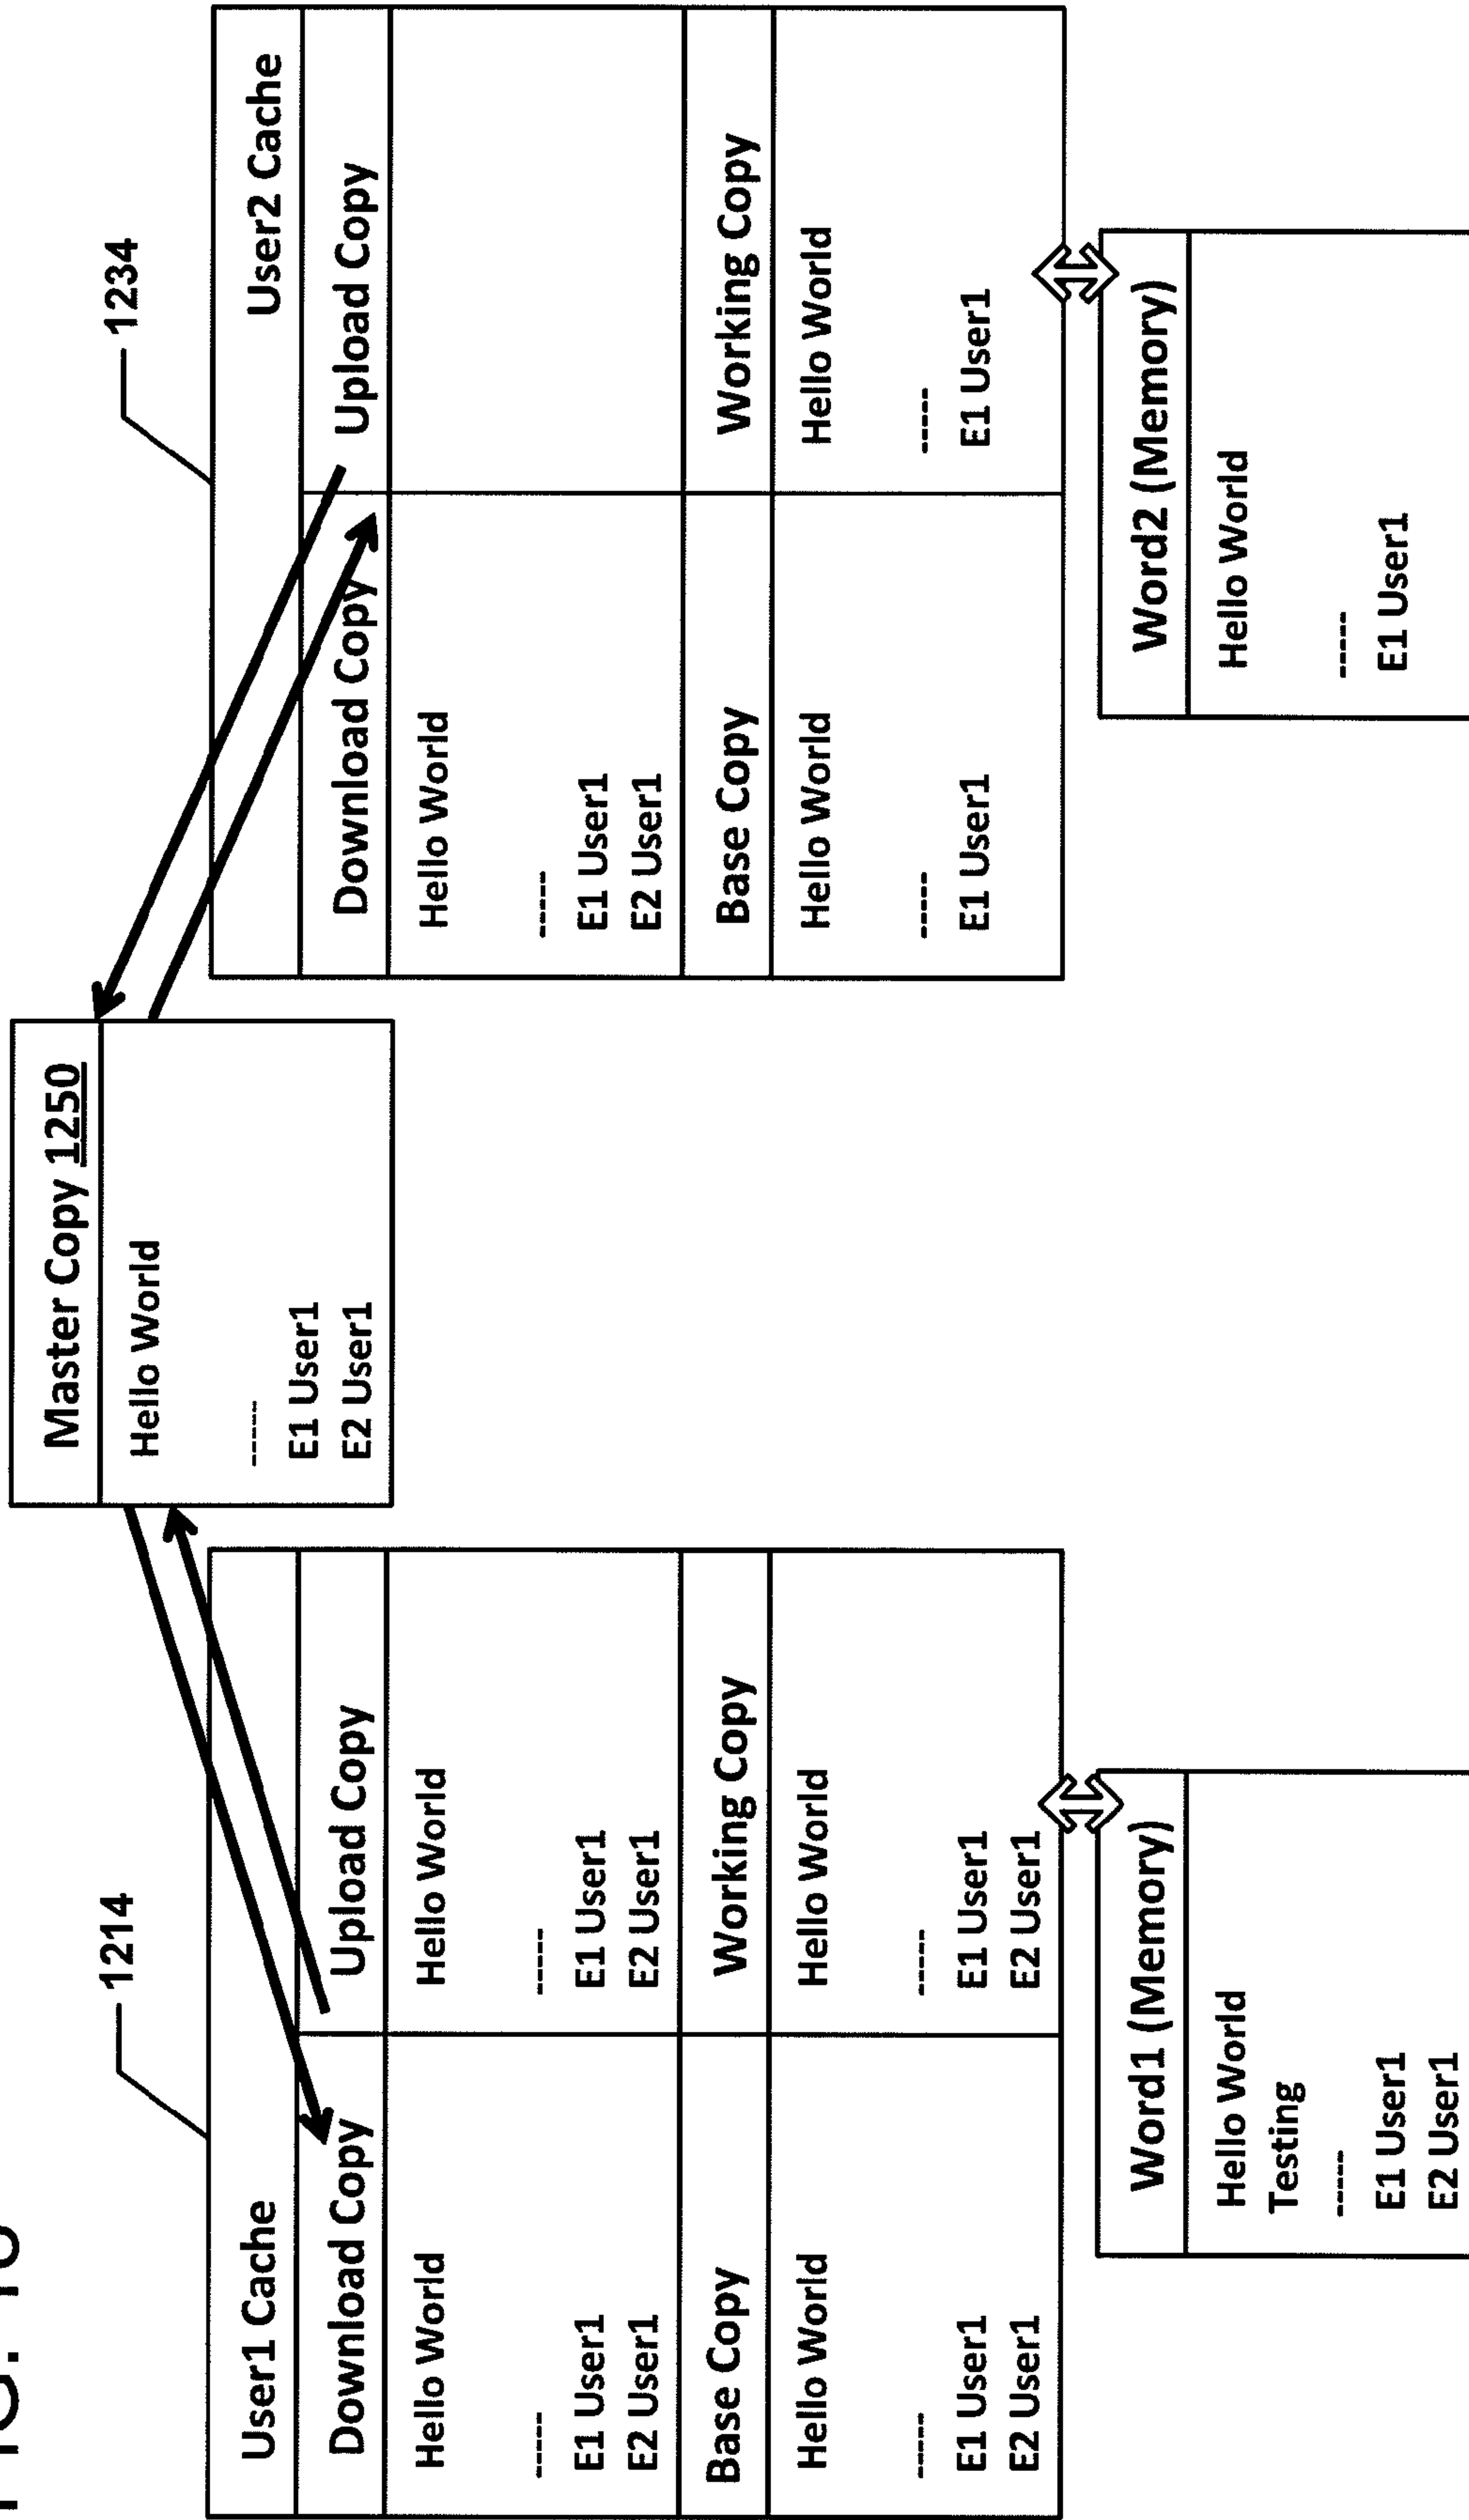 Master Copy 1250
Hello World
-----
E1 User1
E2 User1
1214
User1 Cache
Download Copy
Hello World
-----
E1 User1
E2 User1
Upload Copy
Hello World
-----
E1 User1
E2 User1
Base Copy
Hello World
-----
E1 User1
E2 User1
Working Copy
Hello World
-----
E1 User1
E2 User1
Word1 (Memory)
Hello World
Testing
-----
E1 User1
E2 User1
1234
User2 Cache
Download Copy
Hello World
-----
E1 User1
E2 User1
Upload Copy
Base Copy
Hello World
-----
E1 User1
Working Copy
Hello World
-----
E1 User1
Word2 (Memory)
Hello World
-----
E1 User1